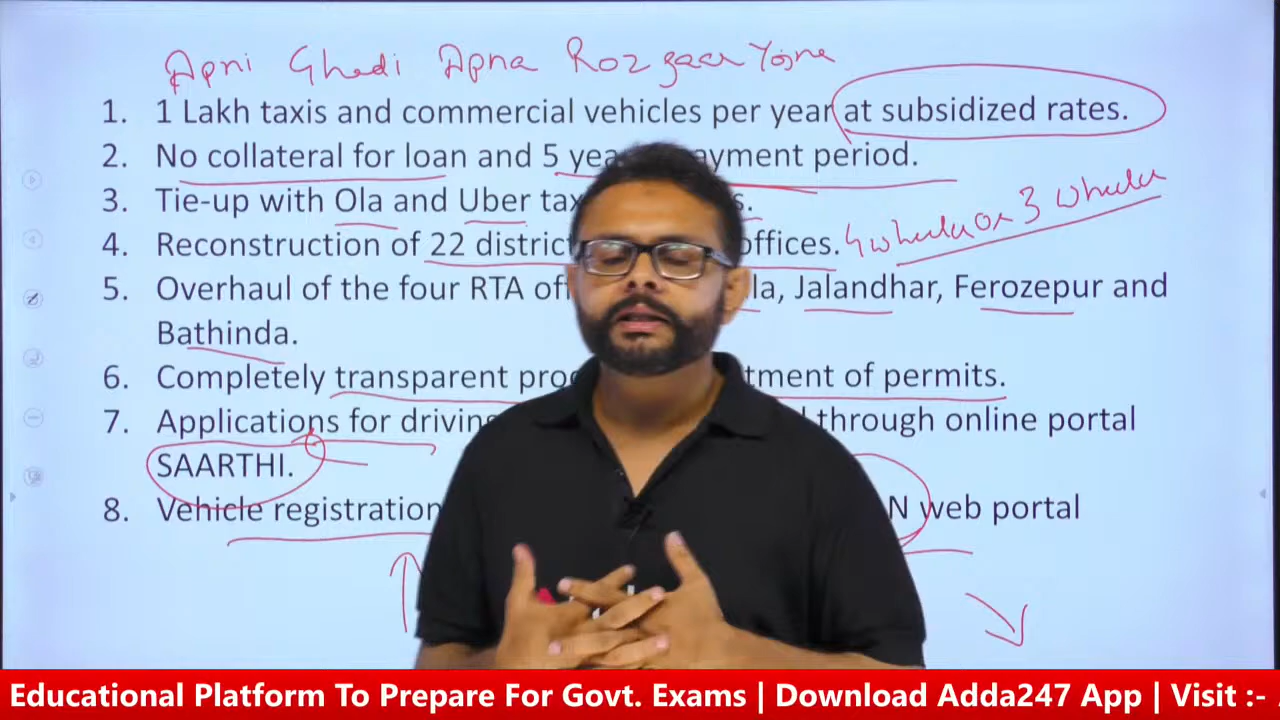 Apni Ghadi Apna Rozgaar Yojna
1. 1 Lakh taxis and commercial vehicles per year at subsidized rates.
2. No collateral for loan and 5 yea ayment period.
3. Tie-up with Ola and Uber tax s.
4. Reconstruction of 22 district offices. 4 wheeler or 3 wheeler
5. Overhaul of the four RTA off la, Jalandhar, Ferozepur and
Bathinda.
6. Completely transparent proc tment of permits.
7. Applications for driving through online portal
SAARTHI.
8. Vehicle registration N web portal
Educational Platform To Prepare For Govt. Exams | Download Adda247 App | Visit :-